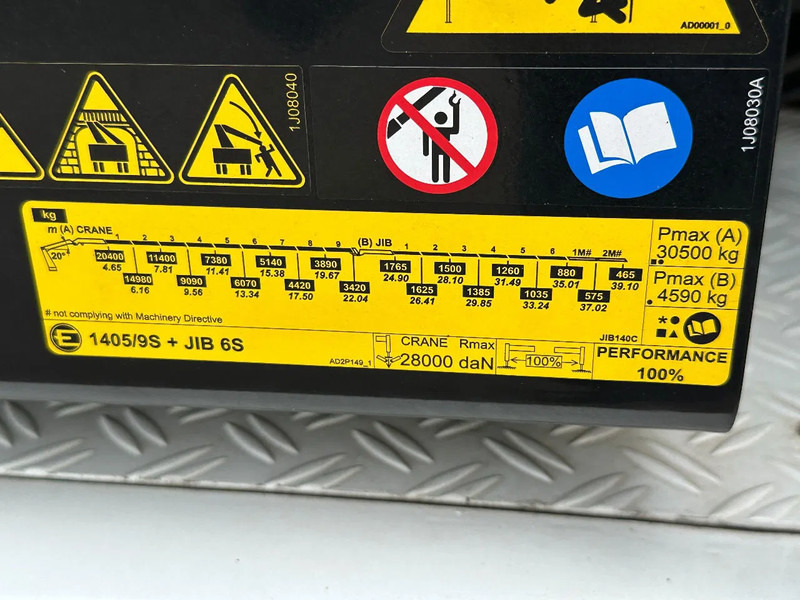 AD00001_0
1J08040
1J08030A
kg
m (A) CRANE 1 2 3 4 5 6 7 8 9 (B) JIB 1 2 3 4 5 6 1M# 2M#
20°
20400 11400 7380 5140 3890 1765 1500 1260 880 465
4.65 7.81 11.41 15.38 19.67 24.90 28.10 31.49 35.01 39.10
14980 9090 6070 4420 3420 1625 1385 1035 575
6.16 9.56 13.34 17.50 22.04 26.41 29.85 33.24 37.02
# not complying with Machinery Directive
JIB140C
Pmax (A)
30500 kg
Pmax (B)
4590 kg
E 1405/9S + JIB 6S
AD2P149_1
CRANE Rmax
28000 daN
100%
PERFORMANCE
100%